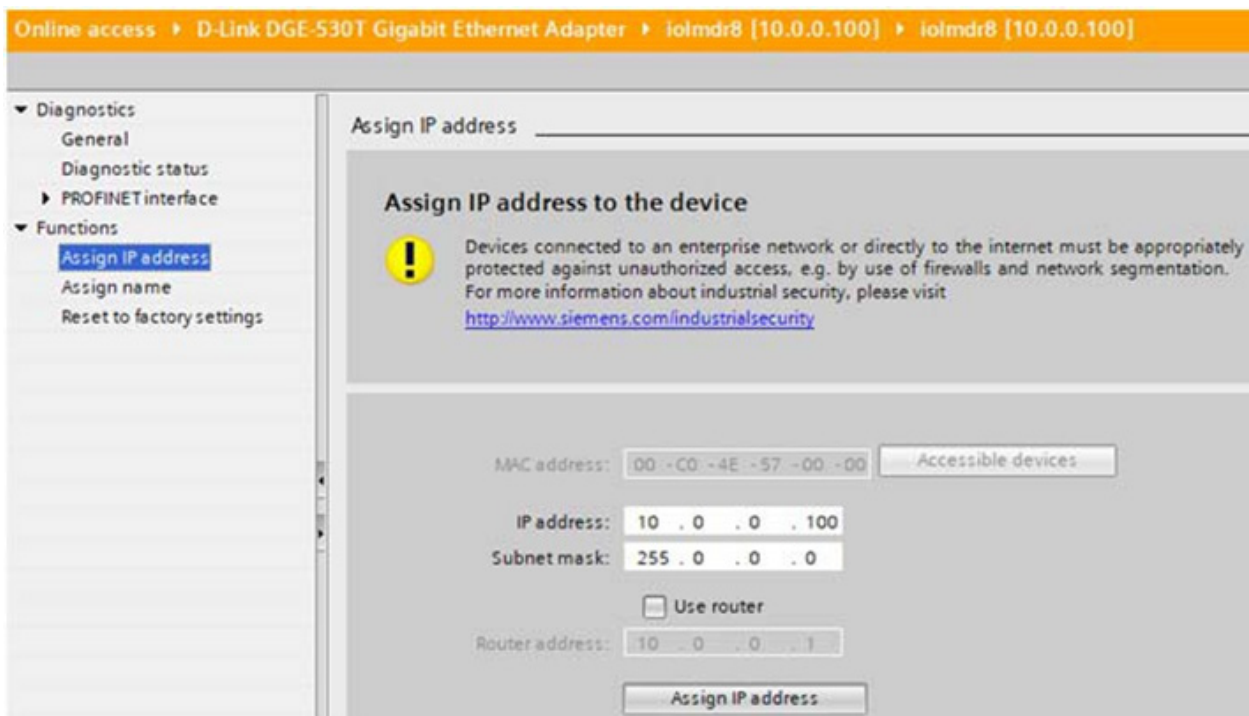 Online access ▸ D-Link DGE-530T Gigabit Ethernet Adapter ▸ iolmdr8 [10.0.0.100] ▸ iolmdr8 [10.0.0.100]
Diagnostics
General
Diagnostic status
PROFINET interface
Functions
Assign IP address
Assign name
Reset to factory settings
Assign IP address
Assign IP address to the device
Devices connected to an enterprise network or directly to the internet must be appropriately
protected against unauthorized access, e.g. by use of firewalls and network segmentation.
For more information about industrial security, please visit
http://www.siemens.com/industrialsecurity
MAC address: 00 -C0 -4E -57 -00 -00 Accessible devices
IP address: 10 . 0 . 0 . 100
Subnet mask: 255 . 0 . 0 . 0
Use router
Router address: 10 . 0 . 0 . 1
Assign IP address